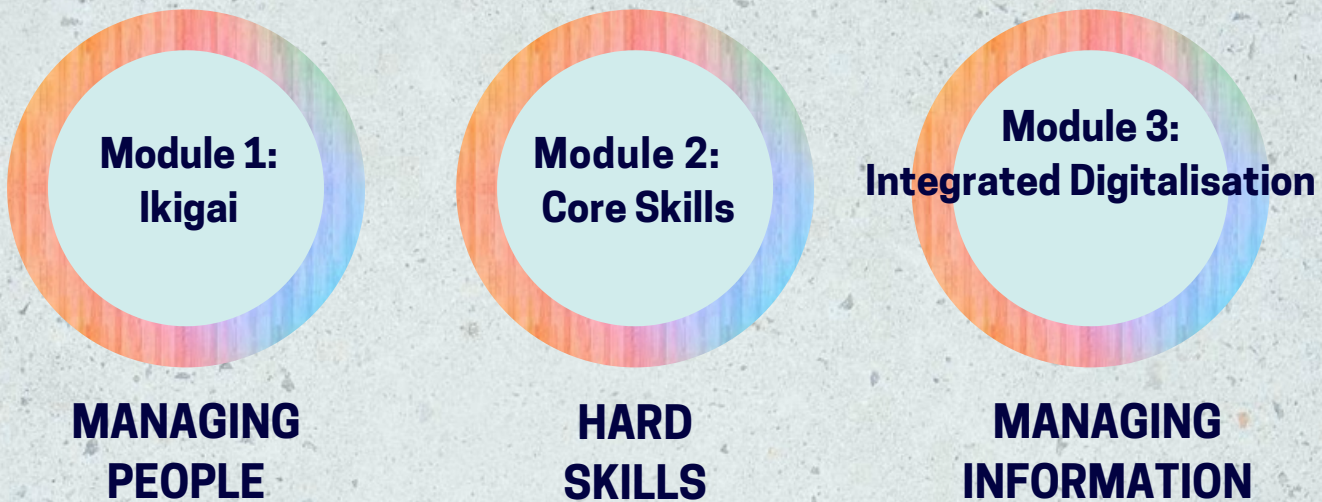 Module 1:
Ikigai
MANAGING
PEOPLE
Module 2:
Core Skills
HARD
SKILLS
Module 3:
Integrated Digitalisation
MANAGING
INFORMATION